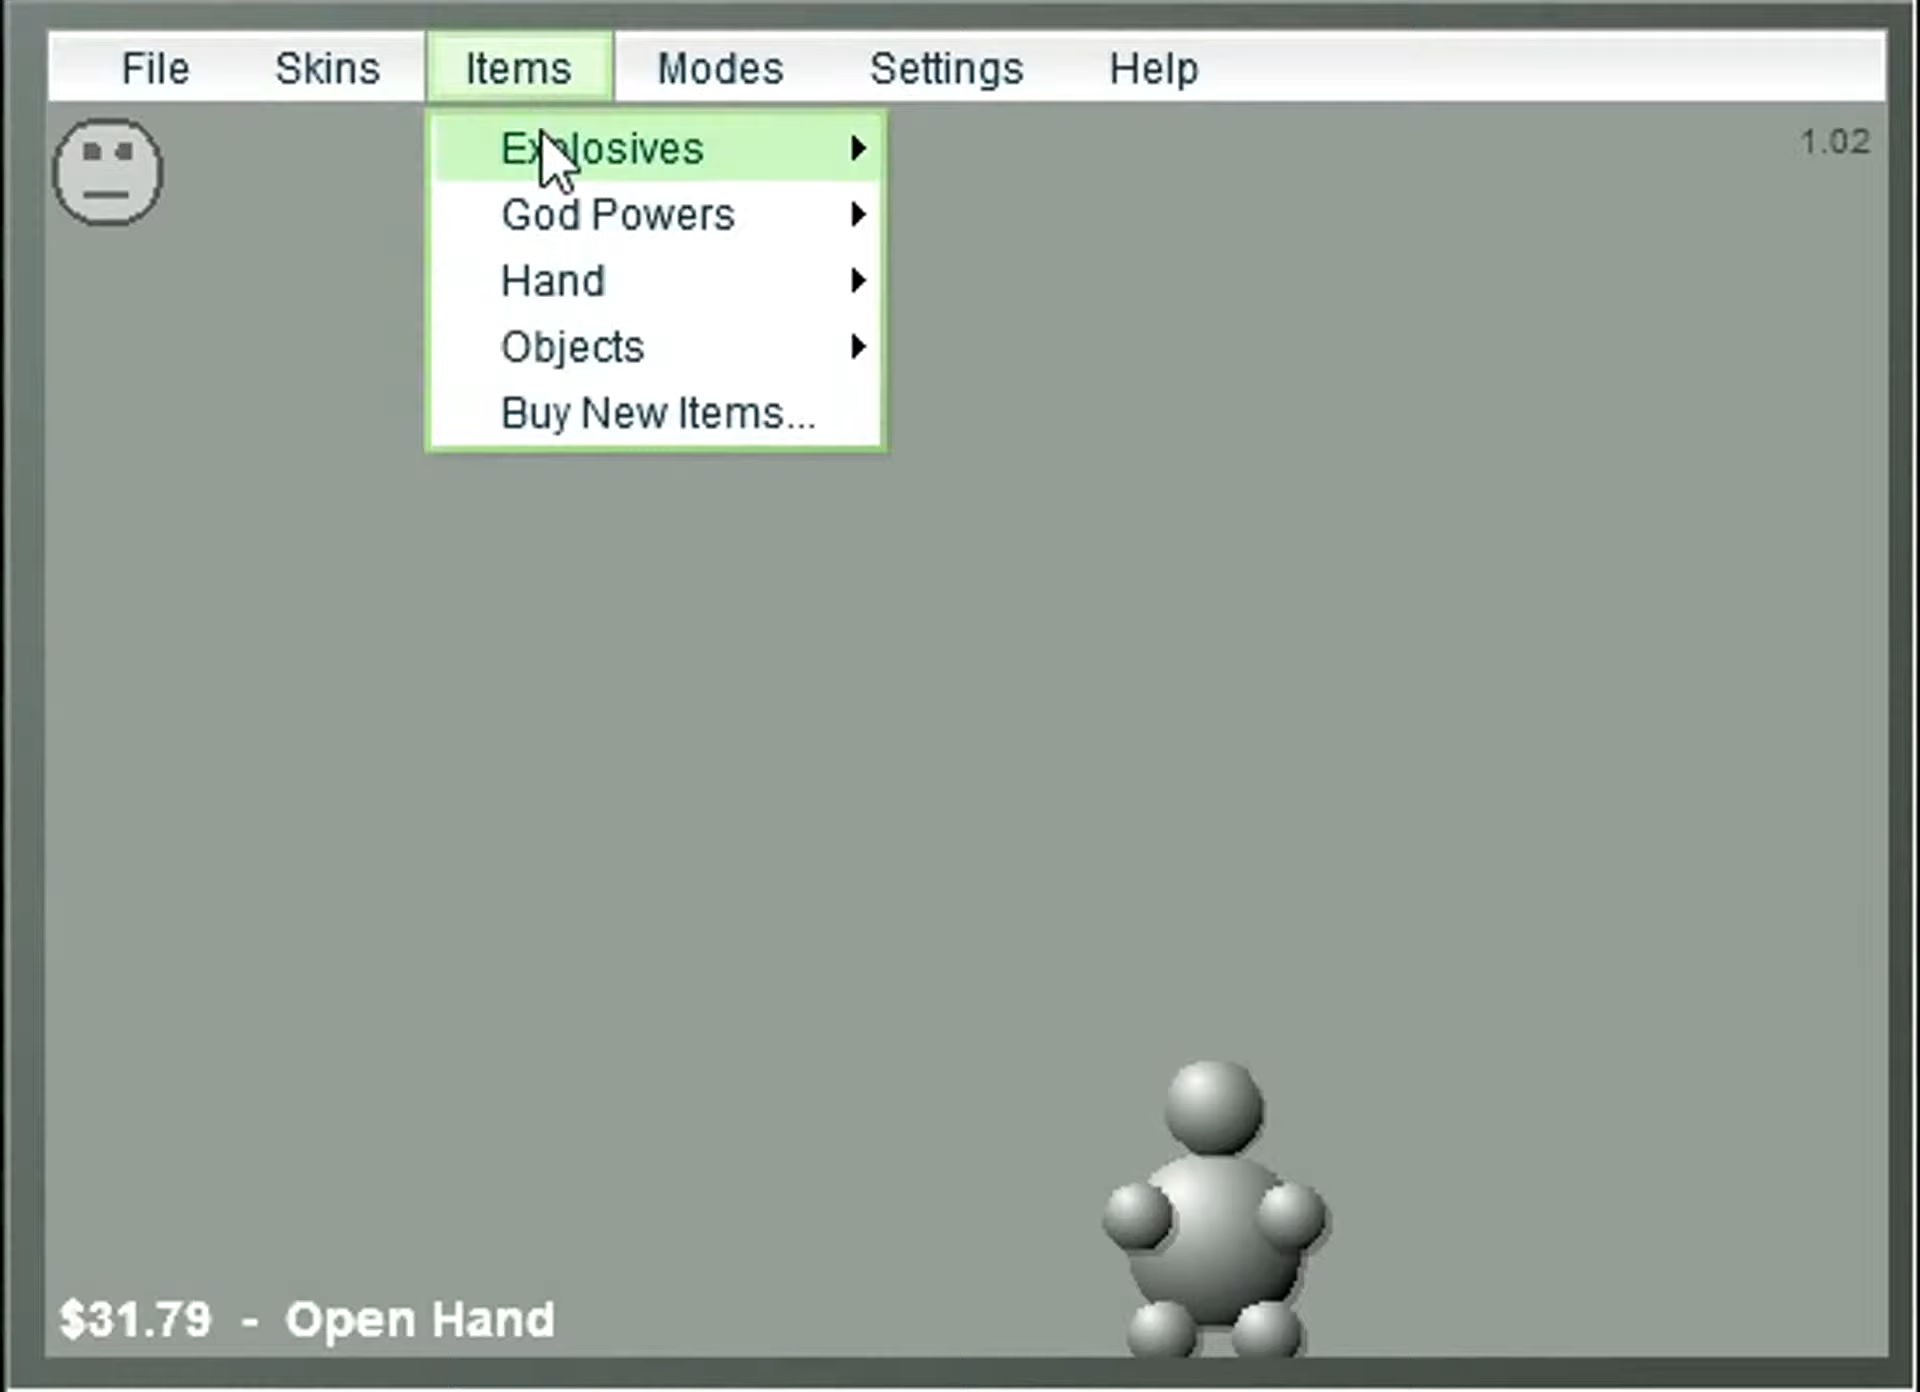 File Skins Items Modes Settings Help
1.02
Explosives
God Powers
Hand
Objects
Buy New Items...
$31.79 - Open Hand